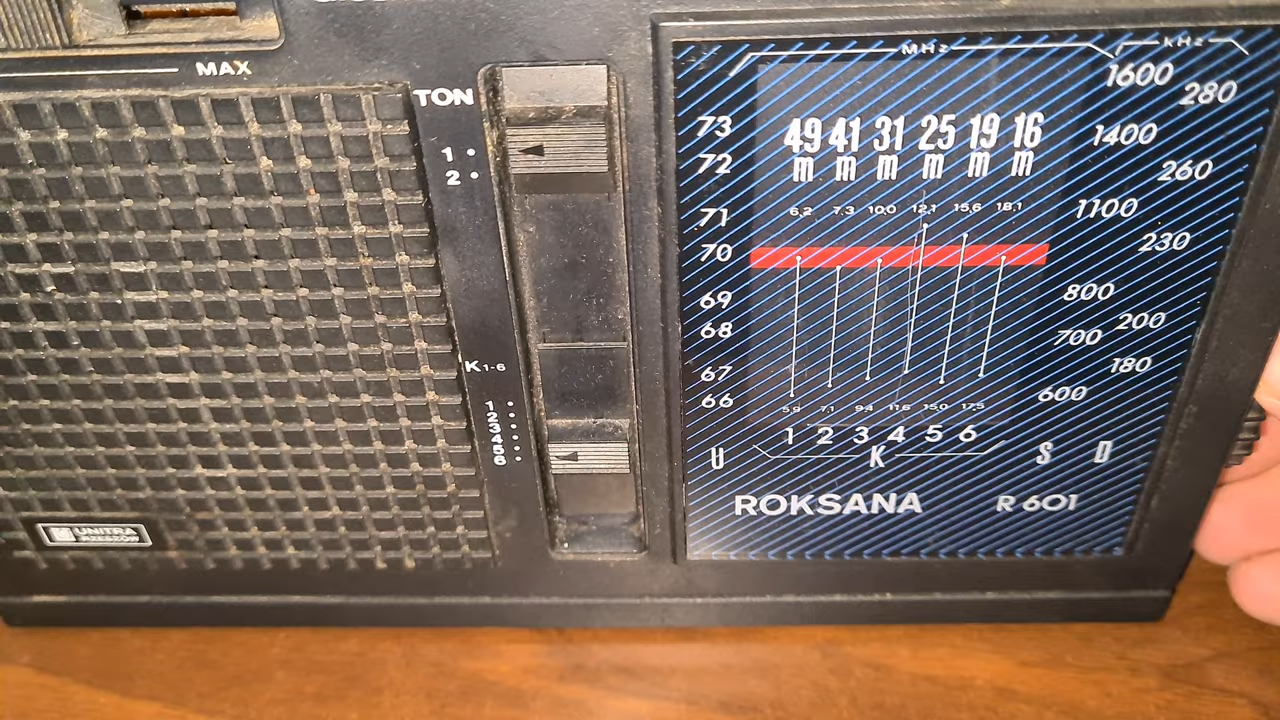 MAX
TON
1
2
K 1-6
1
2
3
4
5
6
UNITRA
RZESZÓW
MHz kHz
1600 280
73 49 41 31 25 19 16 1400
72 m m m m m m 260
71 6,2 7,3 10,0 12,1 15,6 18,1 1100
70 230
69 800
68 700 200
67 180
66 5,9 7,1 9,4 11,6 15,0 17,5 600
1 2 3 4 5 6
U K S D
ROKSANA R 601